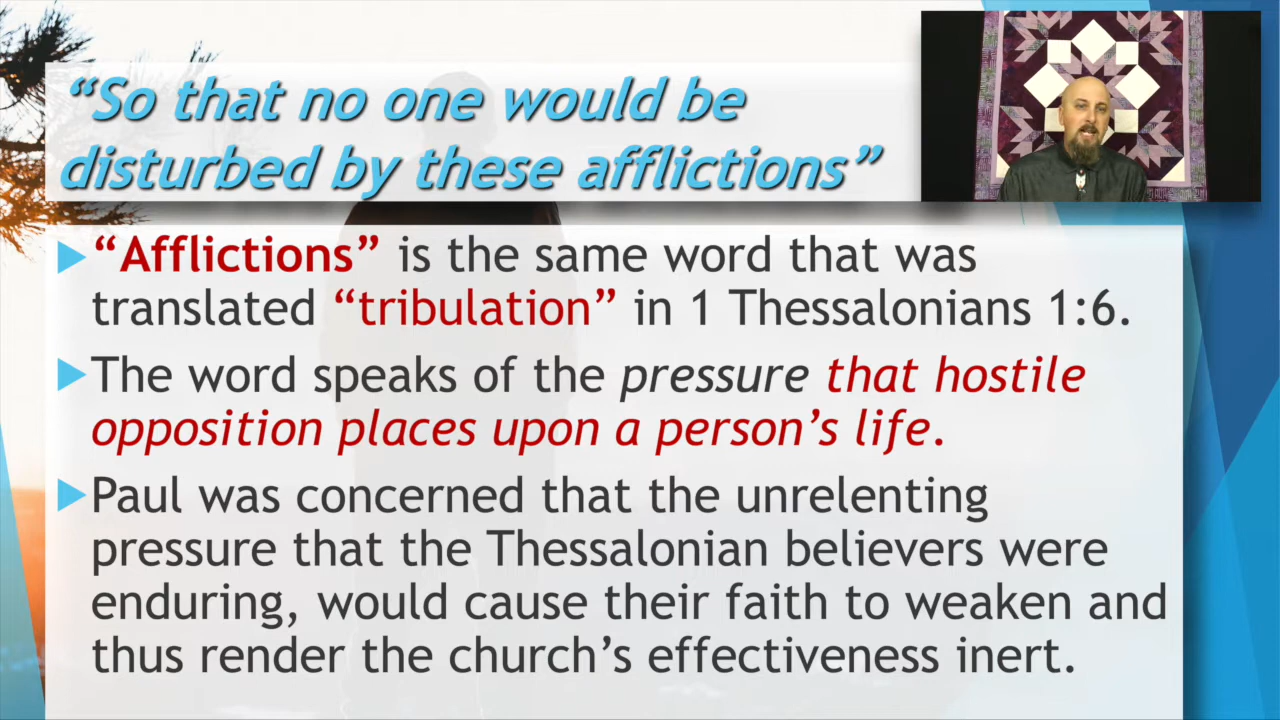 “So that no one would be
disturbed by these afflictions”
“Afflictions” is the same word that was
translated “tribulation” in 1 Thessalonians 1:6.
The word speaks of the pressure that hostile
opposition places upon a person’s life.
Paul was concerned that the unrelenting
pressure that the Thessalonian believers were
enduring, would cause their faith to weaken and
thus render the church’s effectiveness inert.